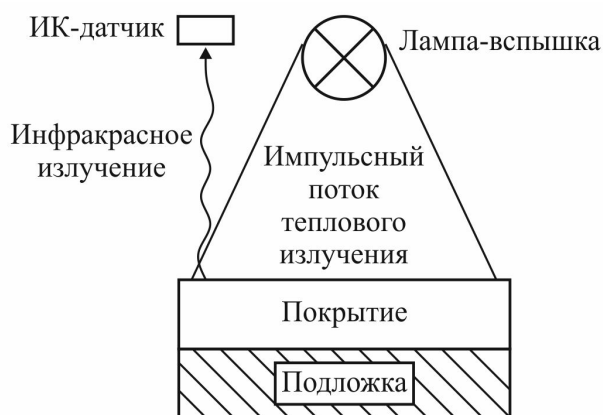 ИК-датчик
Лампа-вспышка
Инфракрасное
излучение
Импульсный
поток
теплового
излучения
Покрытие
Подложка